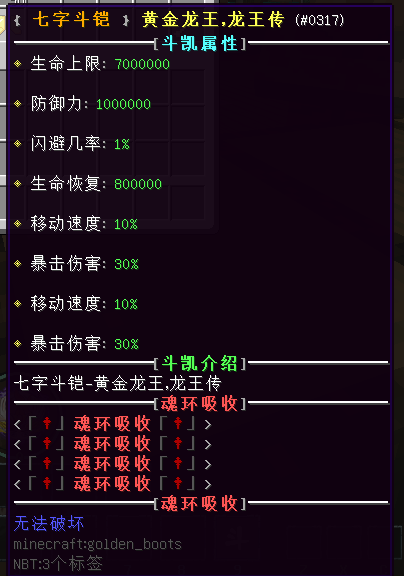 ⦃ 七字斗铠 ⦄ 黄金龙王,龙王传 (#0317)
[斗凯属性]
◈ 生命上限: 7000000
◈ 防御力: 1000000
◈ 闪避几率: 1%
◈ 生命恢复: 800000
◈ 移动速度: 10%
◈ 暴击伤害: 30%
◈ 移动速度: 10%
◈ 暴击伤害: 30%
[斗凯介绍]
七字斗铠-黄金龙王,龙王传
[魂环吸收]
<「✝」魂环吸收「✝」>
<「✝」魂环吸收「✝」>
<「✝」魂环吸收「✝」>
<「✝」魂环吸收「✝」>
[魂环吸收]
无法破坏
minecraft:golden_boots
NBT:3个标签